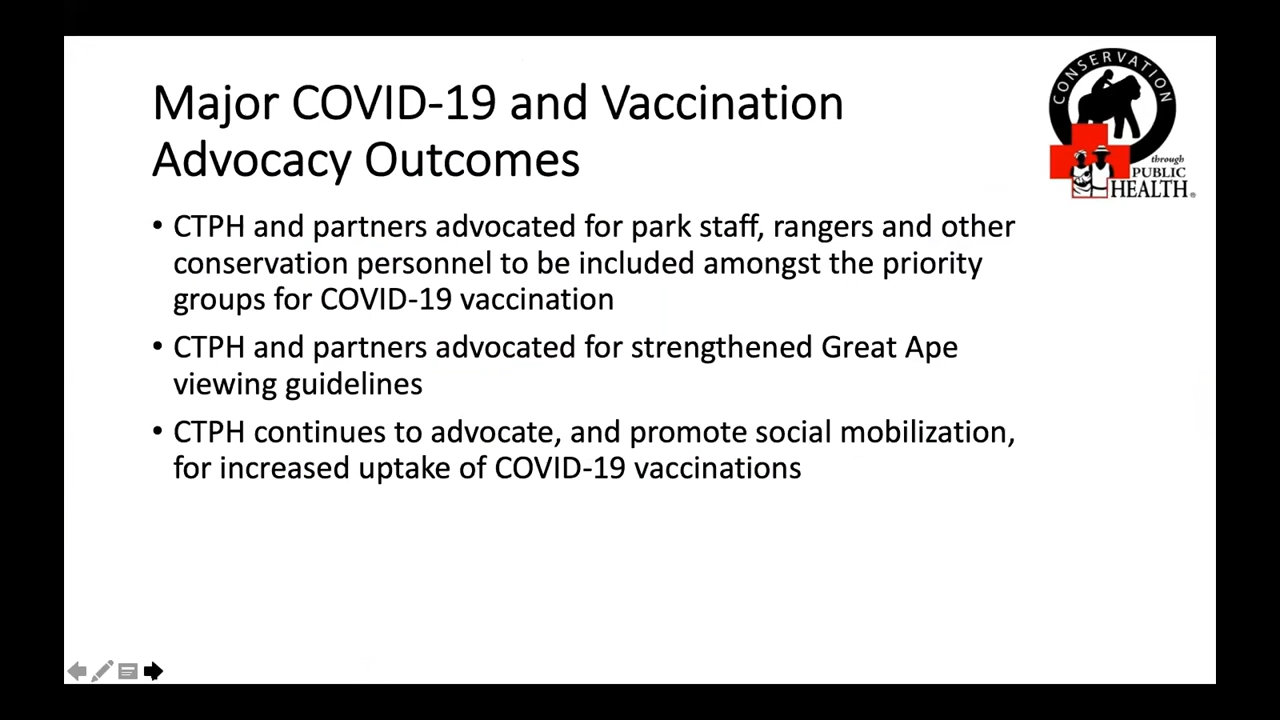 Major COVID-19 and Vaccination
Advocacy Outcomes
CONSERVATION
through
PUBLIC
HEALTH®
• CTPH and partners advocated for park staff, rangers and other
conservation personnel to be included amongst the priority
groups for COVID-19 vaccination
• CTPH and partners advocated for strengthened Great Ape
viewing guidelines
• CTPH continues to advocate, and promote social mobilization,
for increased uptake of COVID-19 vaccinations